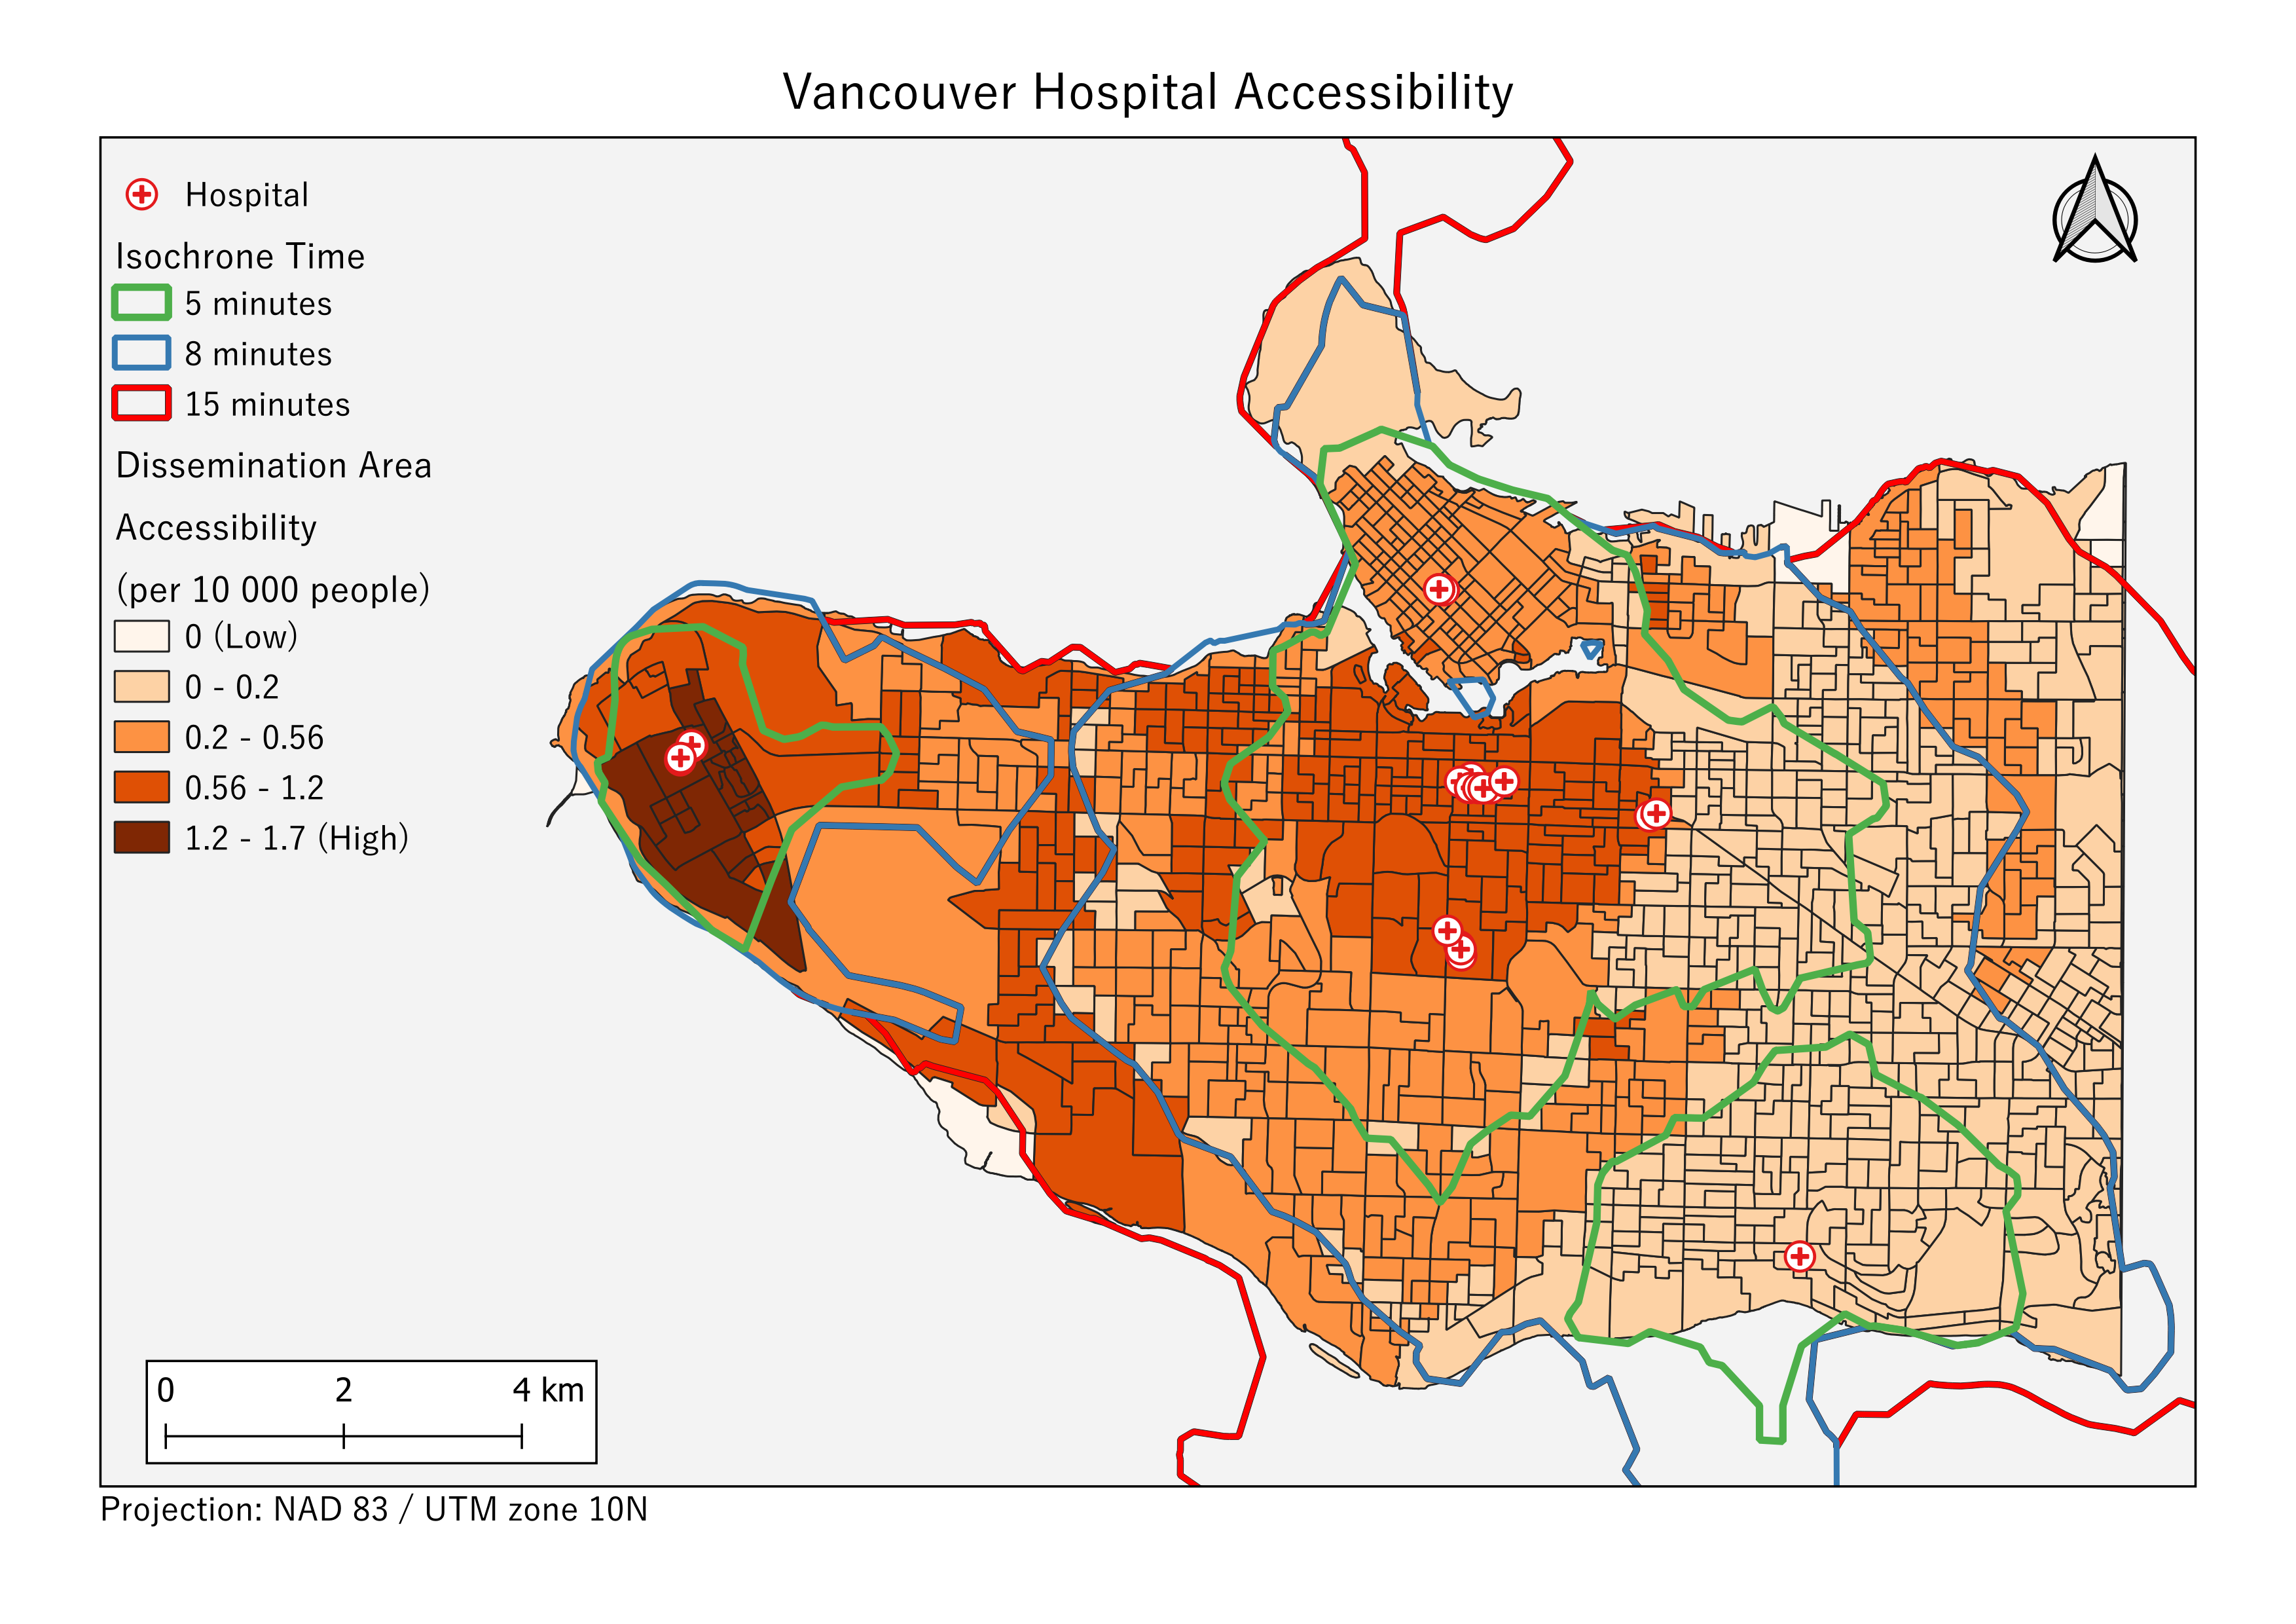 Vancouver Hospital Accessibility
Hospital
Isochrone Time
5 minutes
8 minutes
15 minutes
Dissemination Area
Accessibility
(per 10 000 people)
0 (Low)
0 - 0.2
0.2 - 0.56
0.56 - 1.2
1.2 - 1.7 (High)
0 2 4 km
Projection: NAD 83 / UTM zone 10N